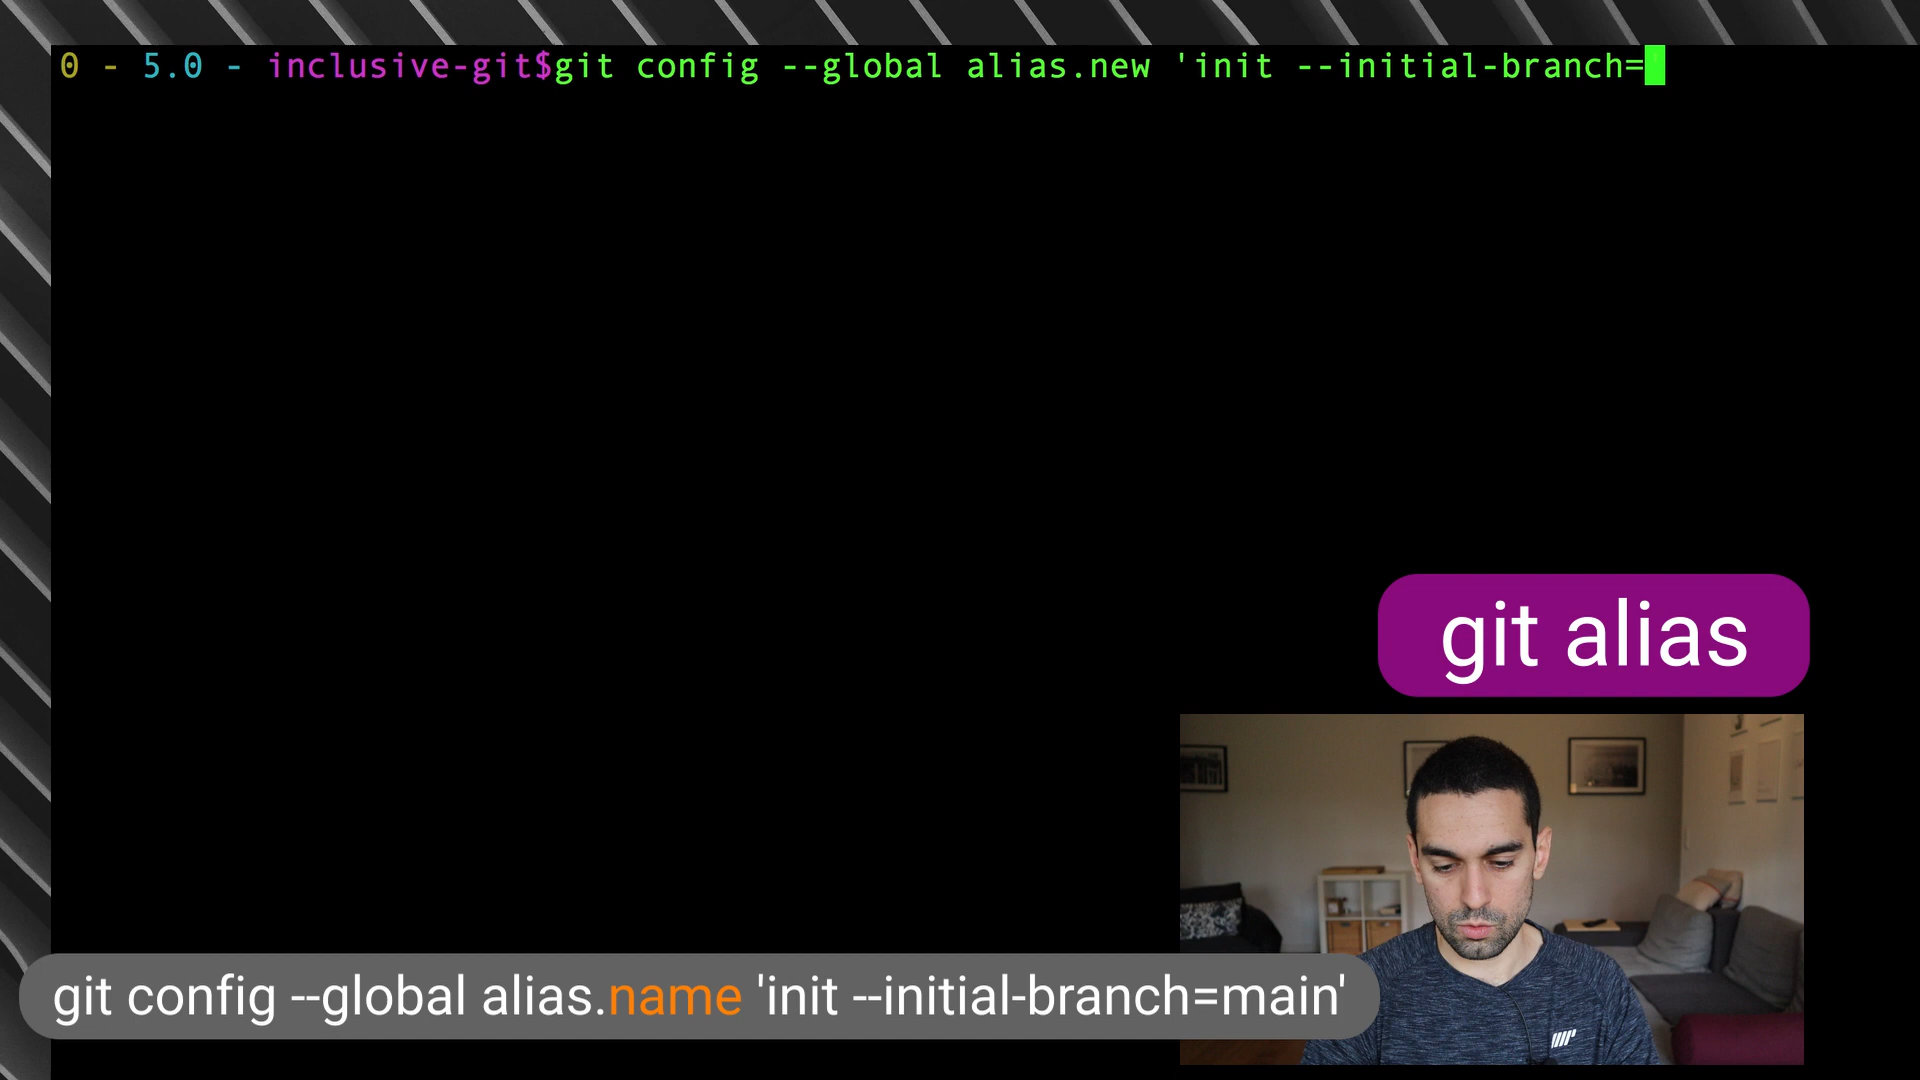 0 - 5.0 - inclusive-git$git config --global alias.new 'init --initial-branch='
git alias
git config --global alias.name 'init --initial-branch=main'